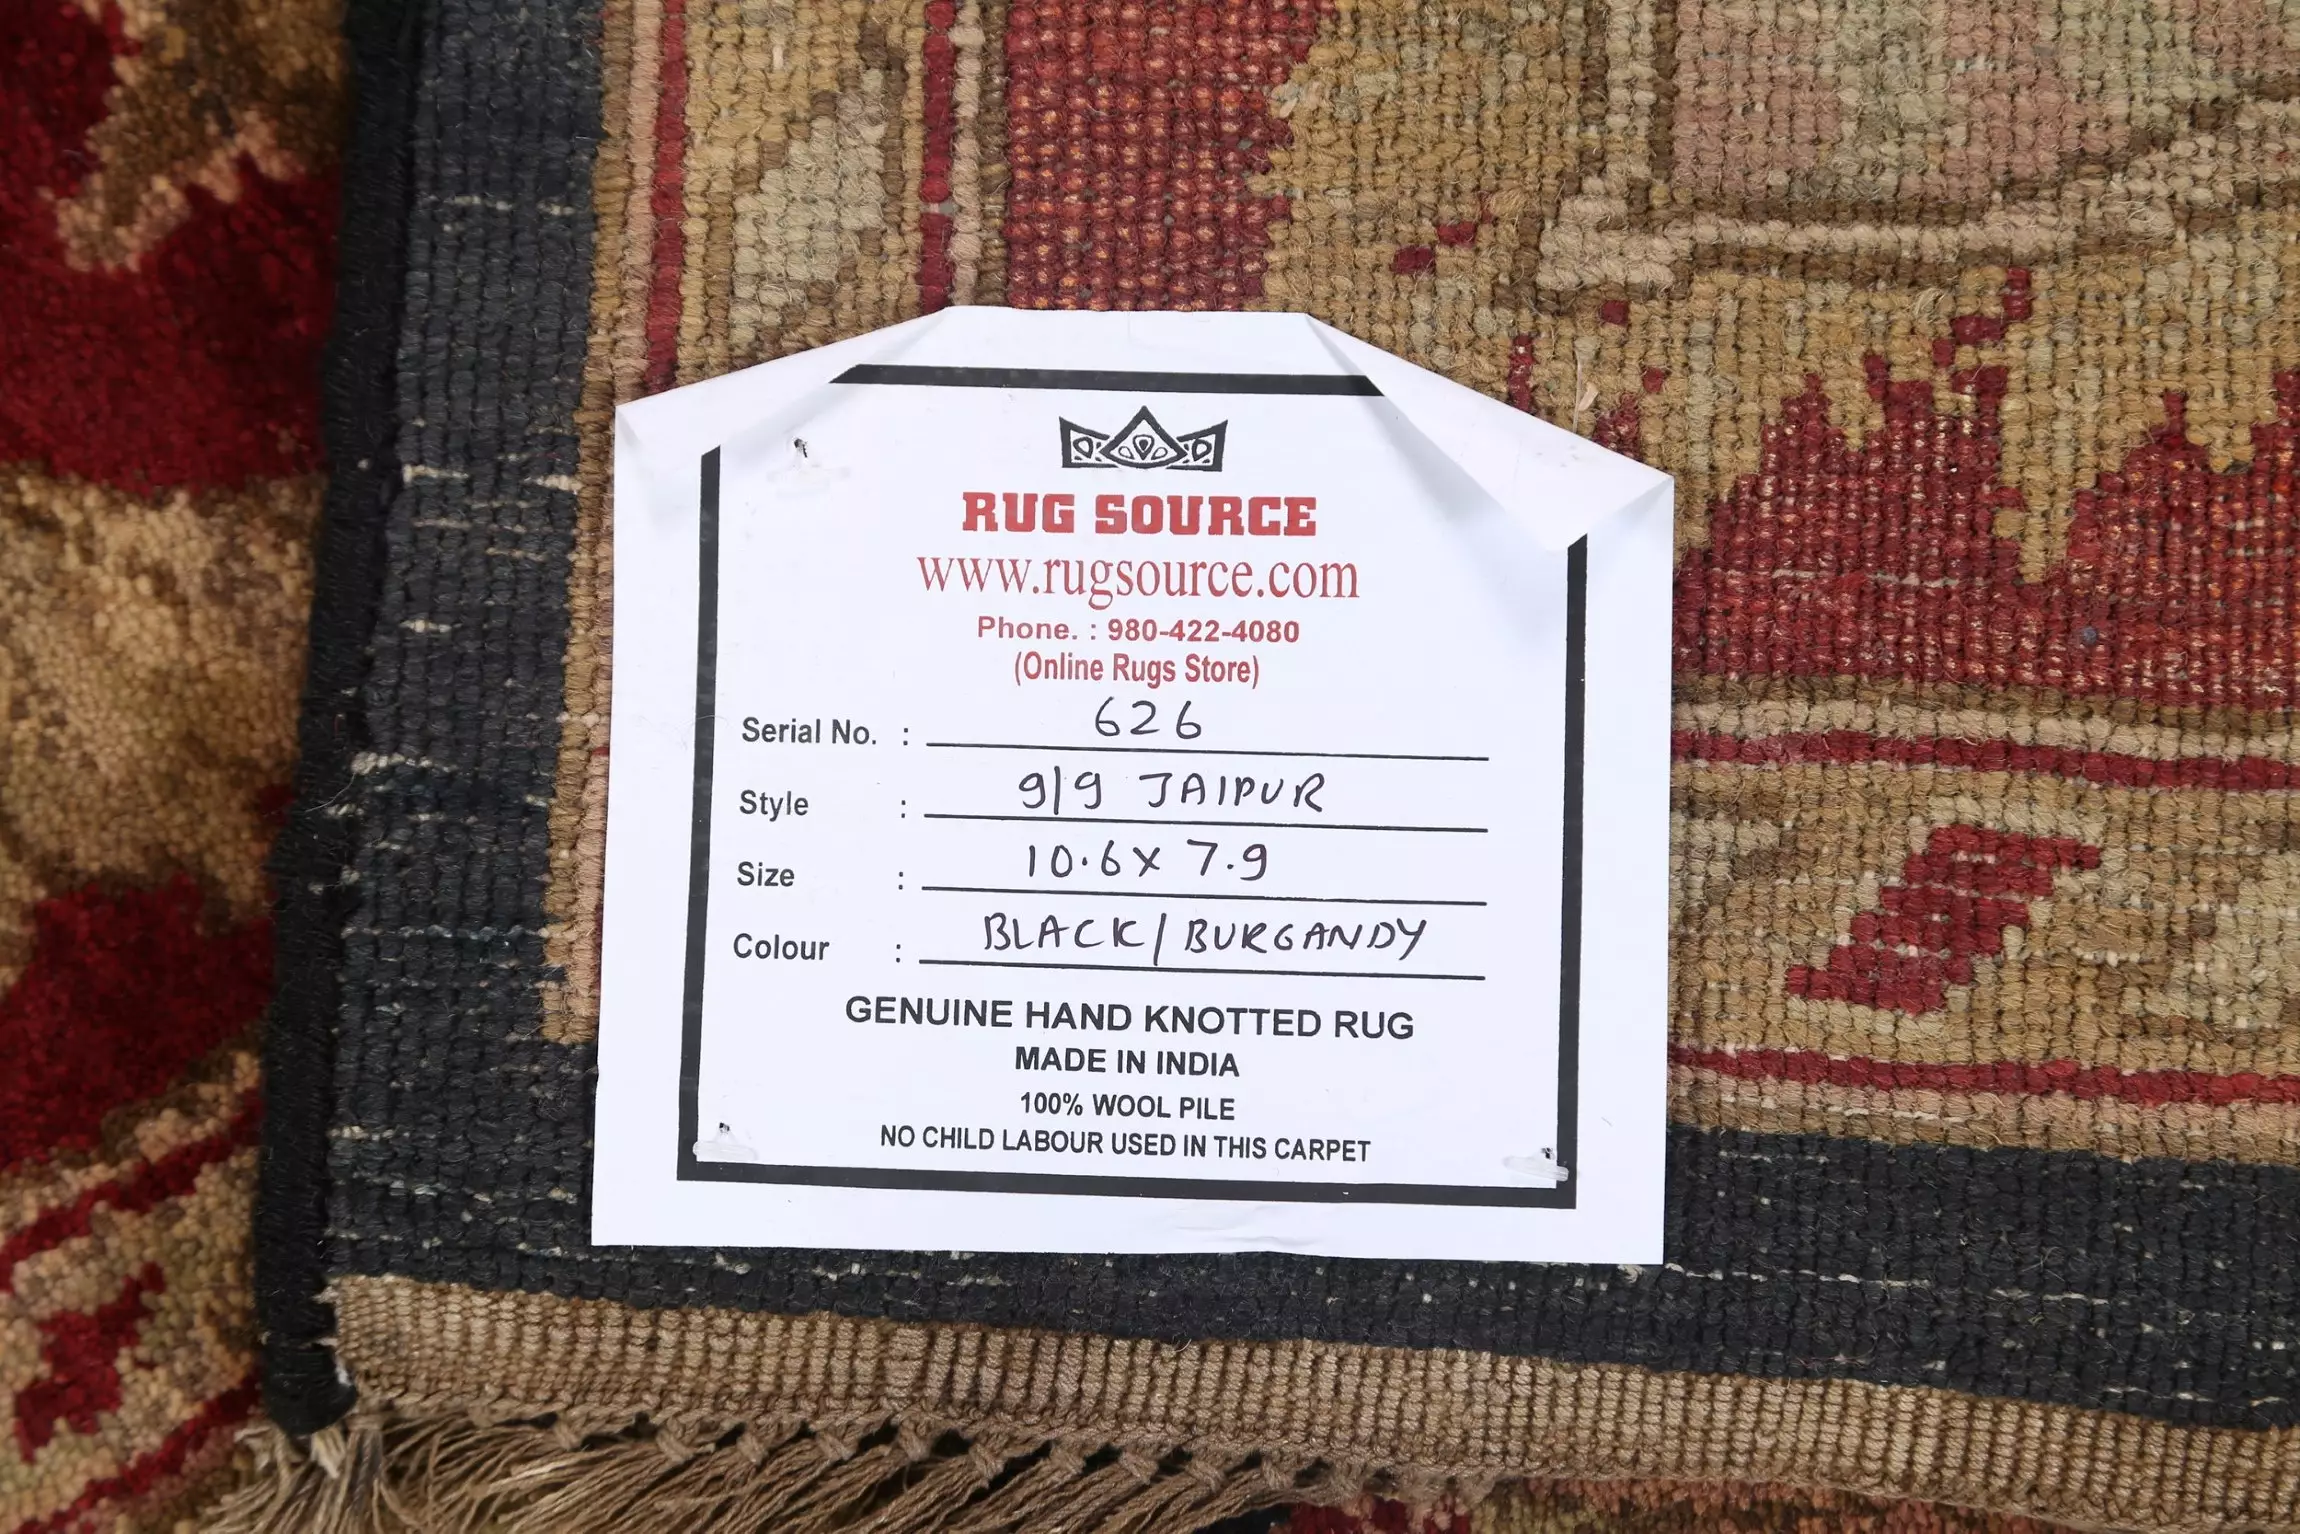 RUG SOURCE
www.rugsource.com
Phone. : 980-422-4080
(Online Rugs Store)
Serial No. : 626
Style : 9/9 JAIPUR
Size : 10.6 x 7.9
Colour : BLACK/BURGANDY
GENUINE HAND KNOTTED RUG
MADE IN INDIA
100% WOOL PILE
NO CHILD LABOUR USED IN THIS CARPET